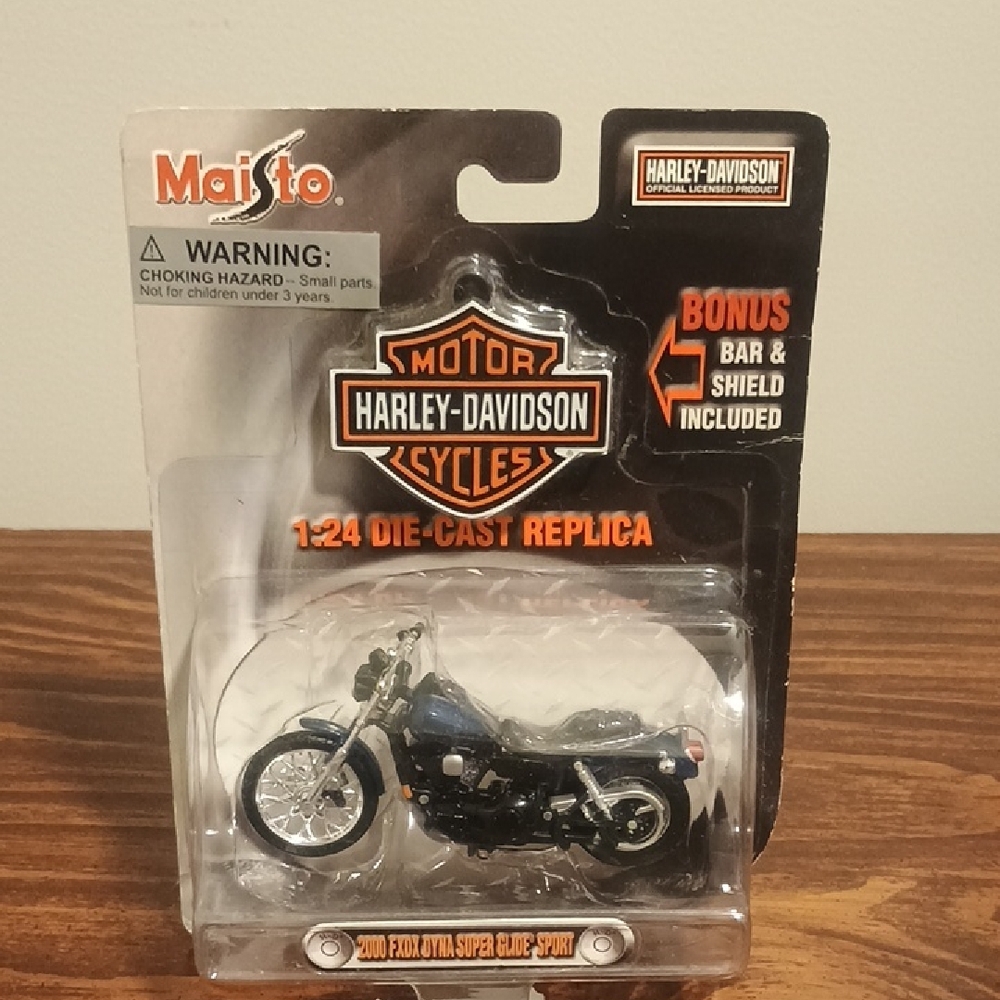 Maisto
HARLEY-DAVIDSON
OFFICIAL LICENSED PRODUCT
WARNING:
CHOKING HAZARD -- Small parts.
Not for children under 3 years.
BONUS
BAR &
SHIELD
INCLUDED
MOTOR
HARLEY-DAVIDSON
CYCLES
1:24 DIE-CAST REPLICA
2000 FXDX DYNA SUPER GLIDE SPORT